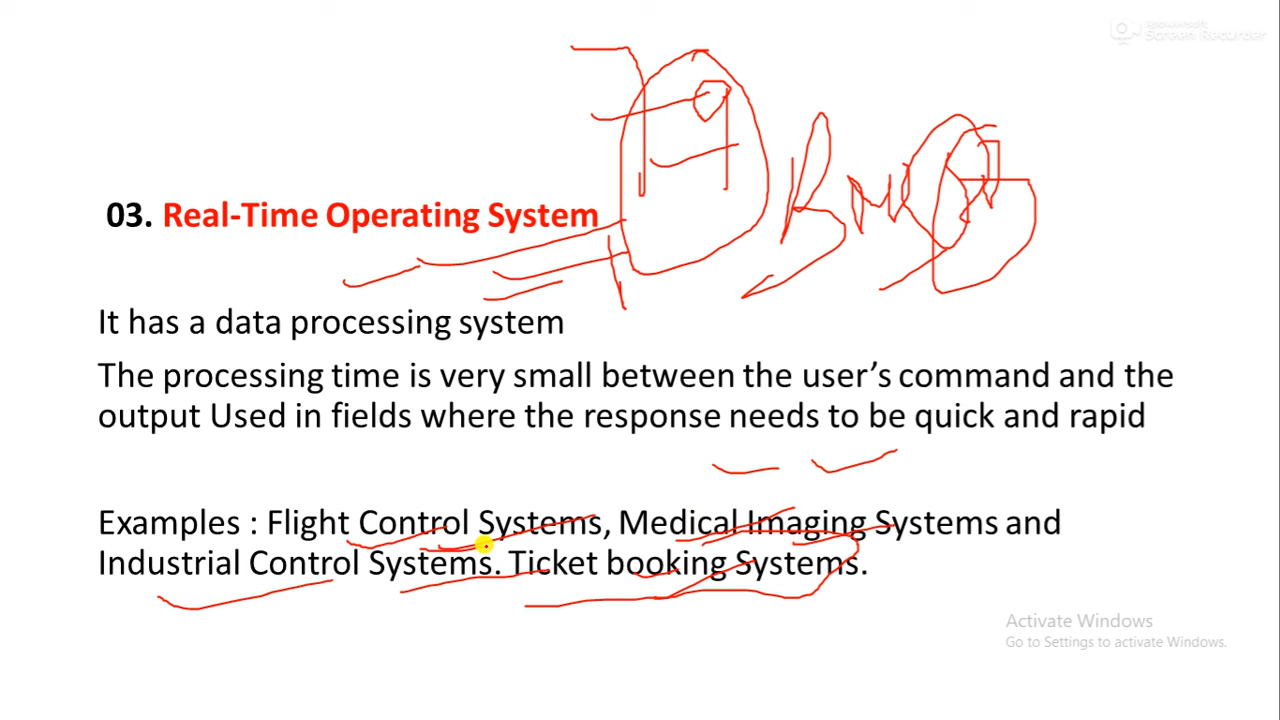 Apowersoft
Screen Recorder
03. Real-Time Operating System
It has a data processing system
The processing time is very small between the user’s command and the
output Used in fields where the response needs to be quick and rapid
Examples : Flight Control Systems, Medical Imaging Systems and
Industrial Control Systems. Ticket booking Systems.
Activate Windows
Go to Settings to activate Windows.